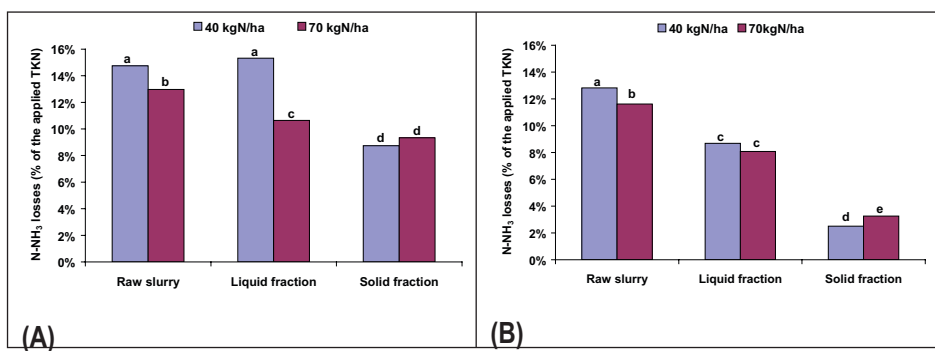 40 kgN/ha 70 kgN/ha
N-NH3 losses (% of the applied TKN)
16%
14%
12%
10%
8%
6%
4%
2%
0%
a
b
a
c
d
d
Raw slurry Liquid fraction Solid fraction
(A)
40 kgN/ha 70kgN/ha
N-NH3 losses (% of the applied TKN)
16%
14%
12%
10%
8%
6%
4%
2%
0%
a
b
c
c
d
e
Raw slurry Liquid fraction Solid fraction
(B)